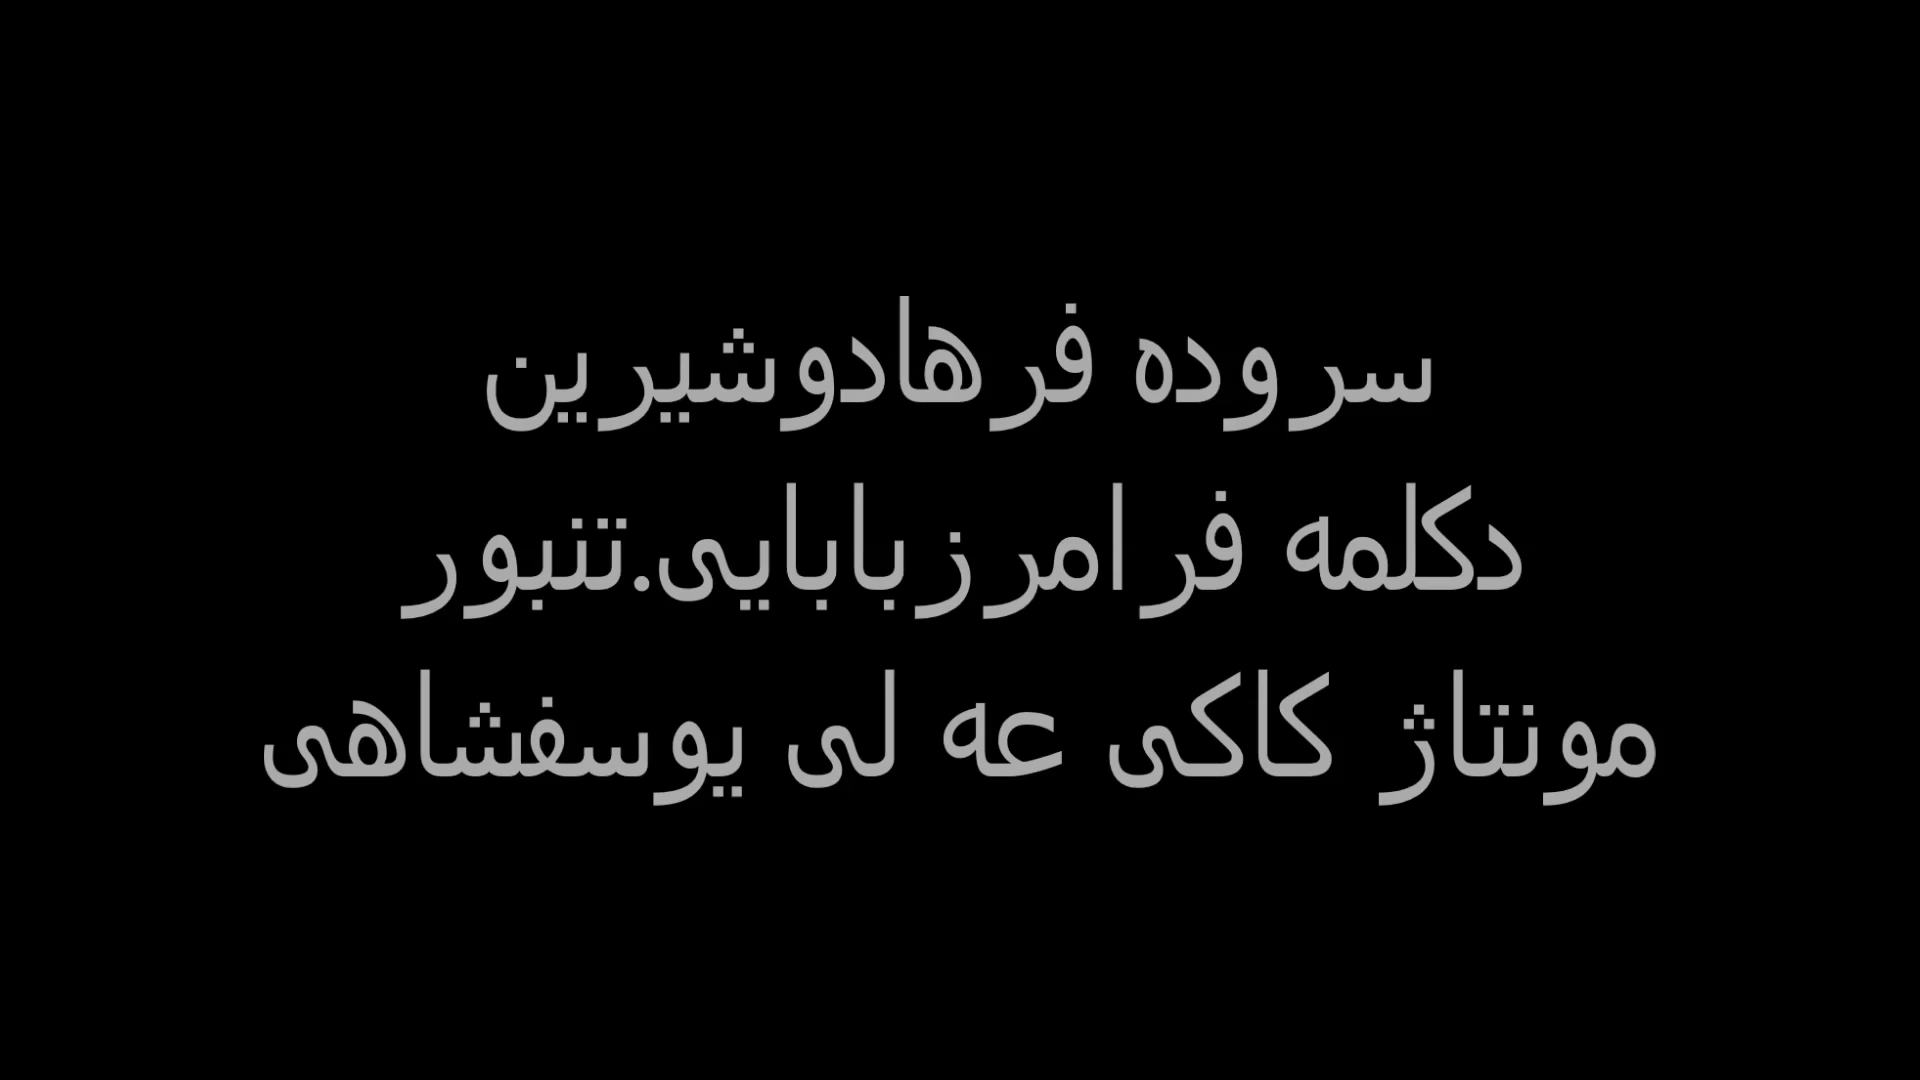 سروده فرهادوشیرین
دکلمه فرامرزبابایی.تنبور
مونتاژ کاکی عه لی یوسفشاهی